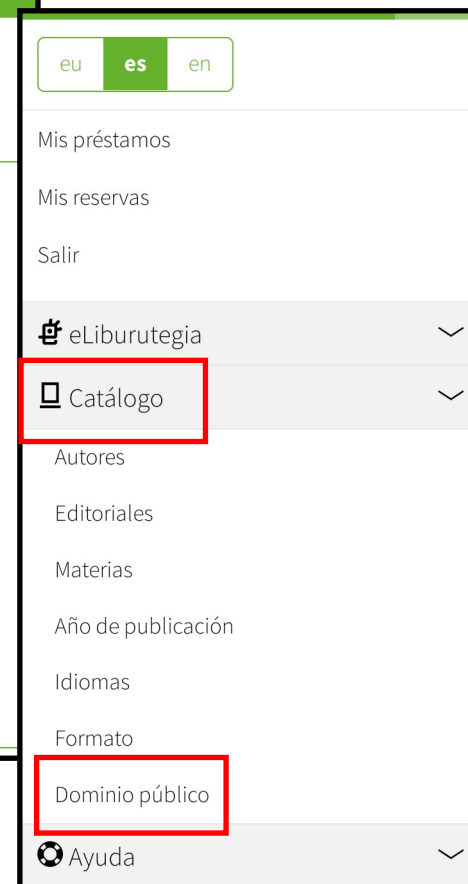 eu es en
Mis préstamos
Mis reservas
Salir
eLiburutegia
Catálogo
Autores
Editoriales
Materias
Año de publicación
Idiomas
Formato
Dominio público
Ayuda